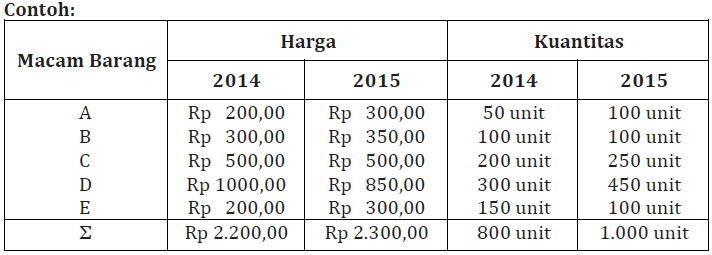 Contoh:
Macam Barang Harga Kuantitas
2014 2015 2014 2015
A Rp 200,00 Rp 300,00 50 unit 100 unit
B Rp 300,00 Rp 350,00 100 unit 100 unit
C Rp 500,00 Rp 500,00 200 unit 250 unit
D Rp 1000,00 Rp 850,00 300 unit 450 unit
E Rp 200,00 Rp 300,00 150 unit 100 unit
Σ Rp 2.200,00 Rp 2.300,00 800 unit 1.000 unit